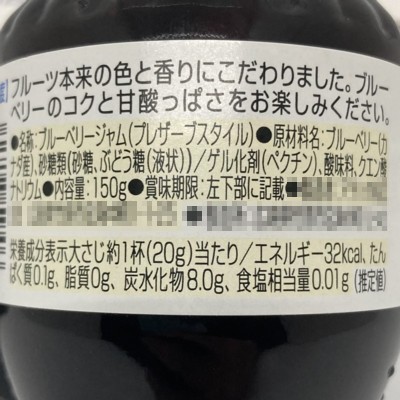 フルーツ本来の色と香りにこだわりました。ブルー
ベリーのコクと甘酸っぱさをお楽しみください。
●名称:ブルーベリージャム(プレザーブスタイル)●原材料名:ブルーベリー(カ
ナダ産)、砂糖類(砂糖、ぶどう糖(液状))/ゲル化剤(ペクチン)、酸味料、クエン酸
ナトリウム●内容量:150g●賞味期限:左下部に記載●
栄養成分表示大さじ約1杯(20g)当たり/エネルギー32kcal、たん
ぱく質0.1g、脂質0g、炭水化物8.0g、食塩相当量0.01g(推定値)